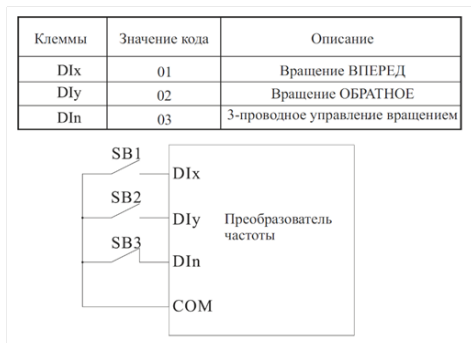 Клеммы Значение кода Описание
DIx 01 Вращение ВПЕРЕД
DIy 02 Вращение ОБРАТНОЕ
DIn 03 3-проводное управление вращением
SB1
DIx
SB2
DIy
Преобразователь
частоты
SB3
DIn
COM